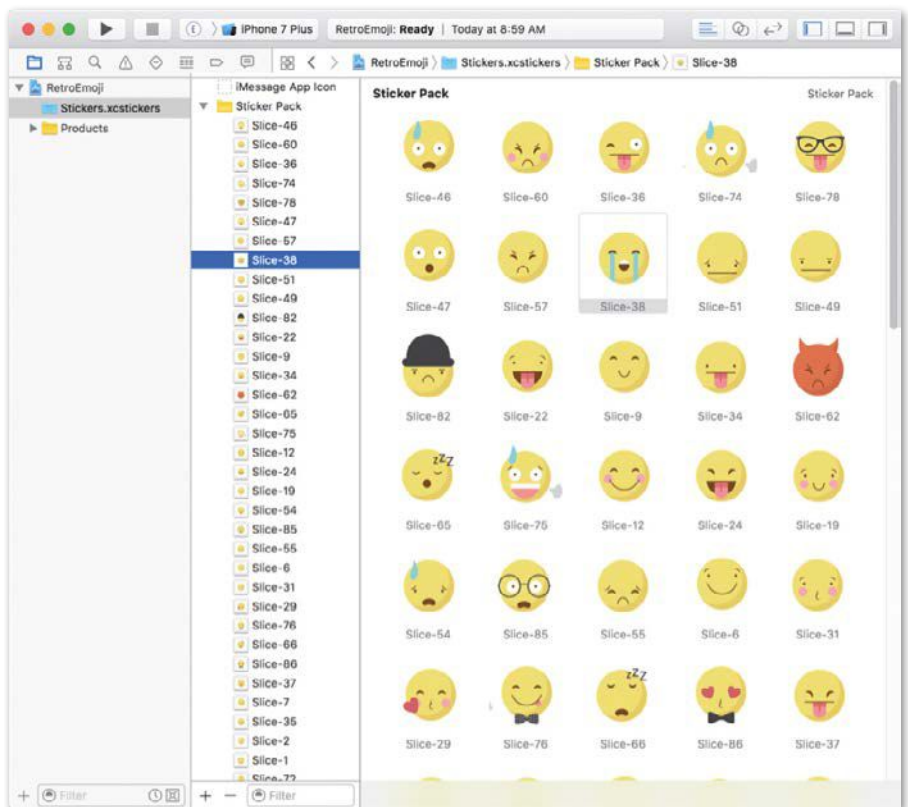 iPhone 7 Plus
RetroEmoji: Ready | Today at 8:59 AM
RetroEmoji
Stickers.xcstickers
Sticker Pack
Slice-38
RetroEmoji
Stickers.xcstickers
Products
iMessage App Icon
Sticker Pack
Slice-46
Slice-60
Slice-36
Slice-74
Slice-78
Slice-47
Slice-57
Slice-38
Slice-51
Slice-49
Slice-82
Slice-22
Slice-9
Slice-34
Slice-62
Slice-65
Slice-75
Slice-12
Slice-24
Slice-19
Slice-54
Slice-85
Slice-55
Slice-6
Slice-31
Slice-29
Slice-76
Slice-66
Slice-86
Slice-37
Slice-7
Slice-35
Slice-2
Slice-1
Slice-72
Sticker Pack
Sticker Pack
Slice-46 Slice-60 Slice-36 Slice-74 Slice-78
Slice-47 Slice-57 Slice-38 Slice-51 Slice-49
Slice-82 Slice-22 Slice-9 Slice-34 Slice-62
zZZ
Slice-65 Slice-75 Slice-12 Slice-24 Slice-19
Slice-54 Slice-85 Slice-55 Slice-6 Slice-31
zZZ
Slice-29 Slice-76 Slice-66 Slice-86 Slice-37
Filter
Filter